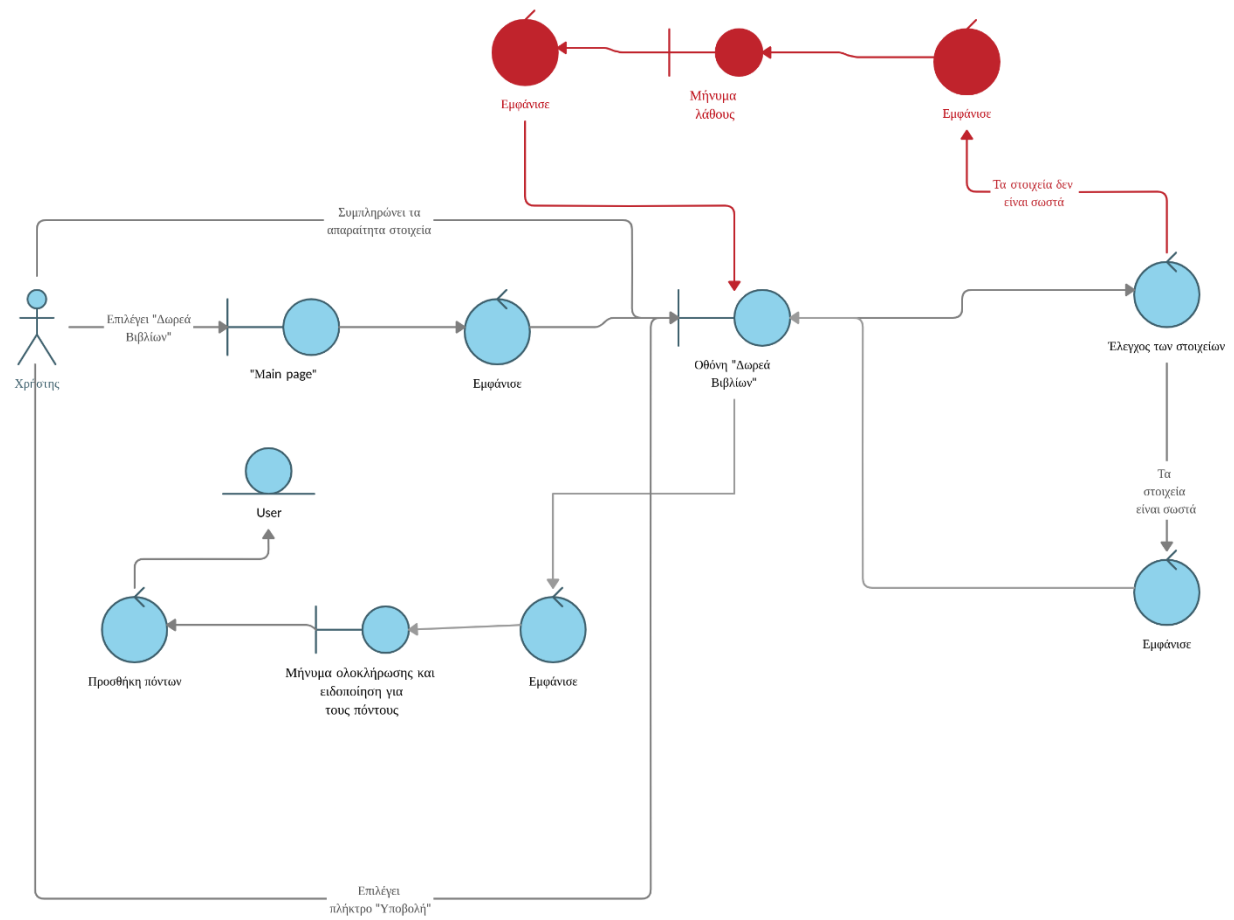 Εμφάνισε
Μήνυμα
λάθους
Εμφάνισε
Τα στοιχεία δεν
είναι σωστά
Συμπληρώνει τα
απαραίτητα στοιχεία
Επιλέγει "Δωρεά
Βιβλίων"
Χρήστης
"Main page"
Εμφάνισε
Οθόνη "Δωρεά
Βιβλίων"
Έλεγχος των στοιχείων
Τα
στοιχεία
είναι σωστά
User
Προσθήκη πόντων
Μήνυμα ολοκλήρωσης και
ειδοποίηση για
τους πόντους
Εμφάνισε
Εμφάνισε
Επιλέγει
πλήκτρο "Υποβολή"